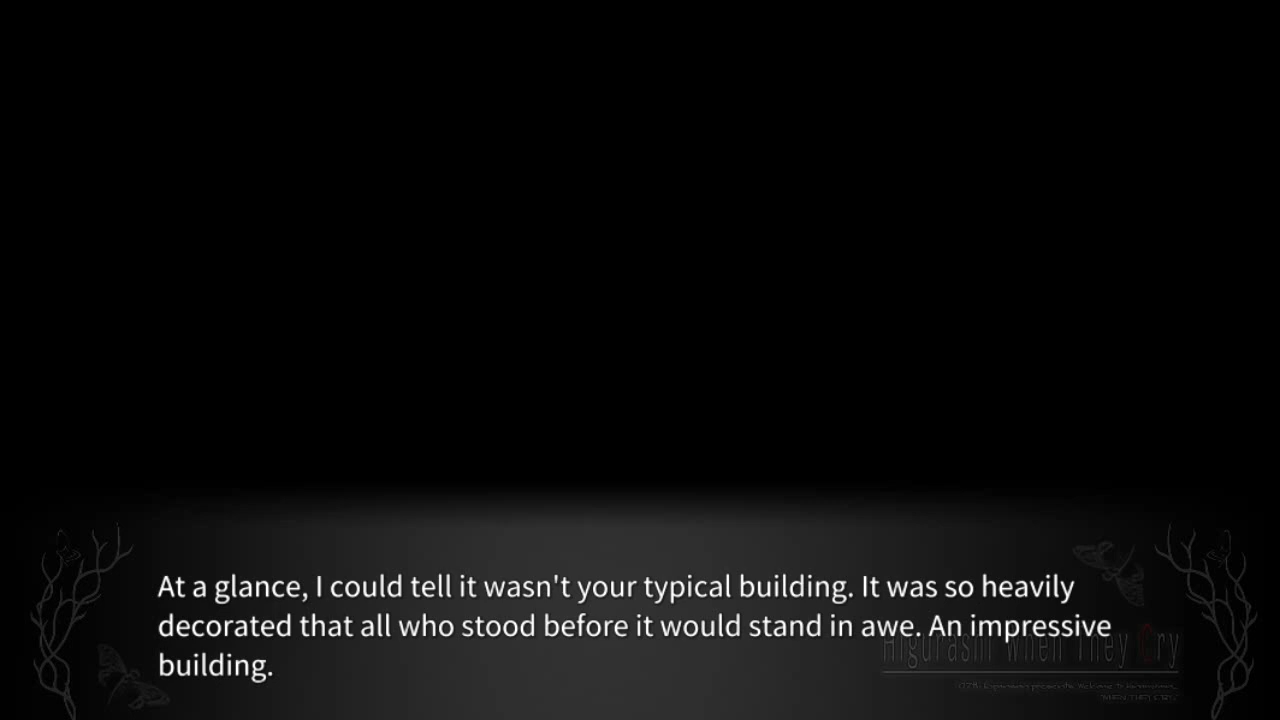 At a glance, I could tell it wasn't your typical building. It was so heavily
decorated that all who stood before it would stand in awe. An impressive
building.
Higurashi When They Cry